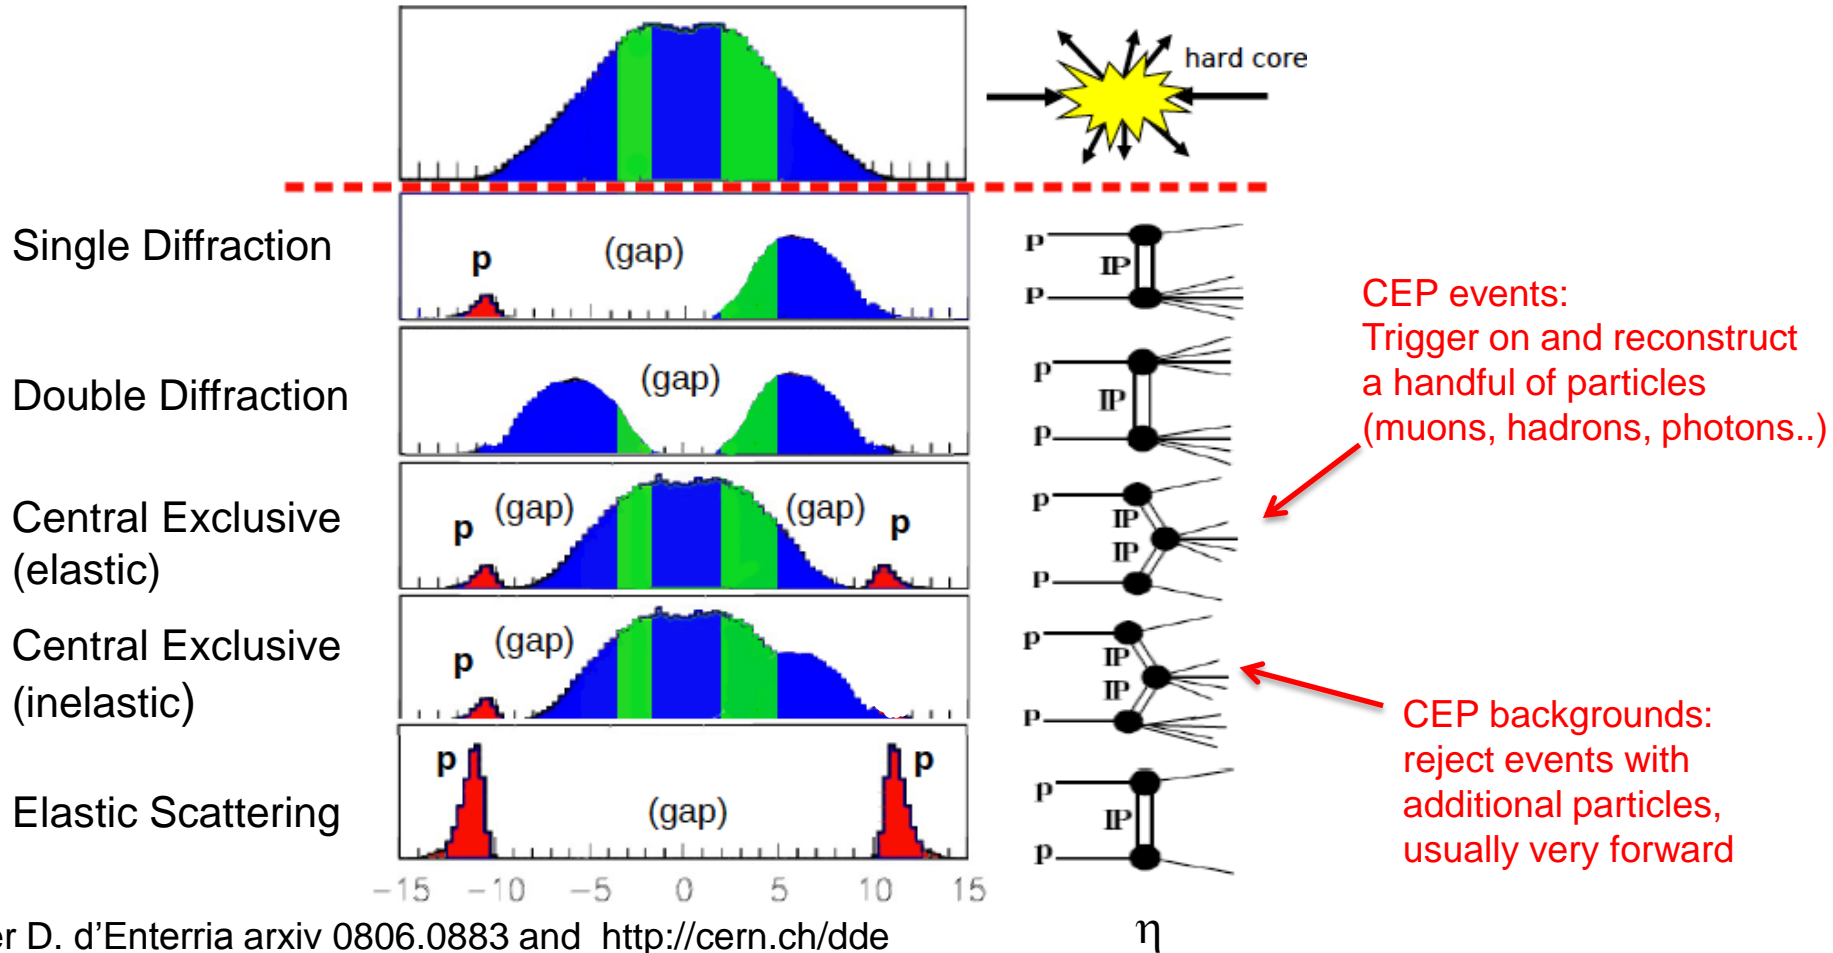 hard core
Single Diffraction
p
(gap)
p
IP
p
CEP events:
Trigger on and reconstruct
a handful of particles
(muons, hadrons, photons..)
Double Diffraction
(gap)
p
IP
p
Central Exclusive
(elastic)
p
(gap)
(gap)
p
p
IP
IP
p
Central Exclusive
(inelastic)
p
(gap)
p
IP
IP
p
CEP backgrounds:
reject events with
additional particles,
usually very forward
Elastic Scattering
p
(gap)
p
p
IP
p
−15 −10 −5 0 5 10 15
er D. d’Enterria arxiv 0806.0883 and http://cern.ch/dde
η